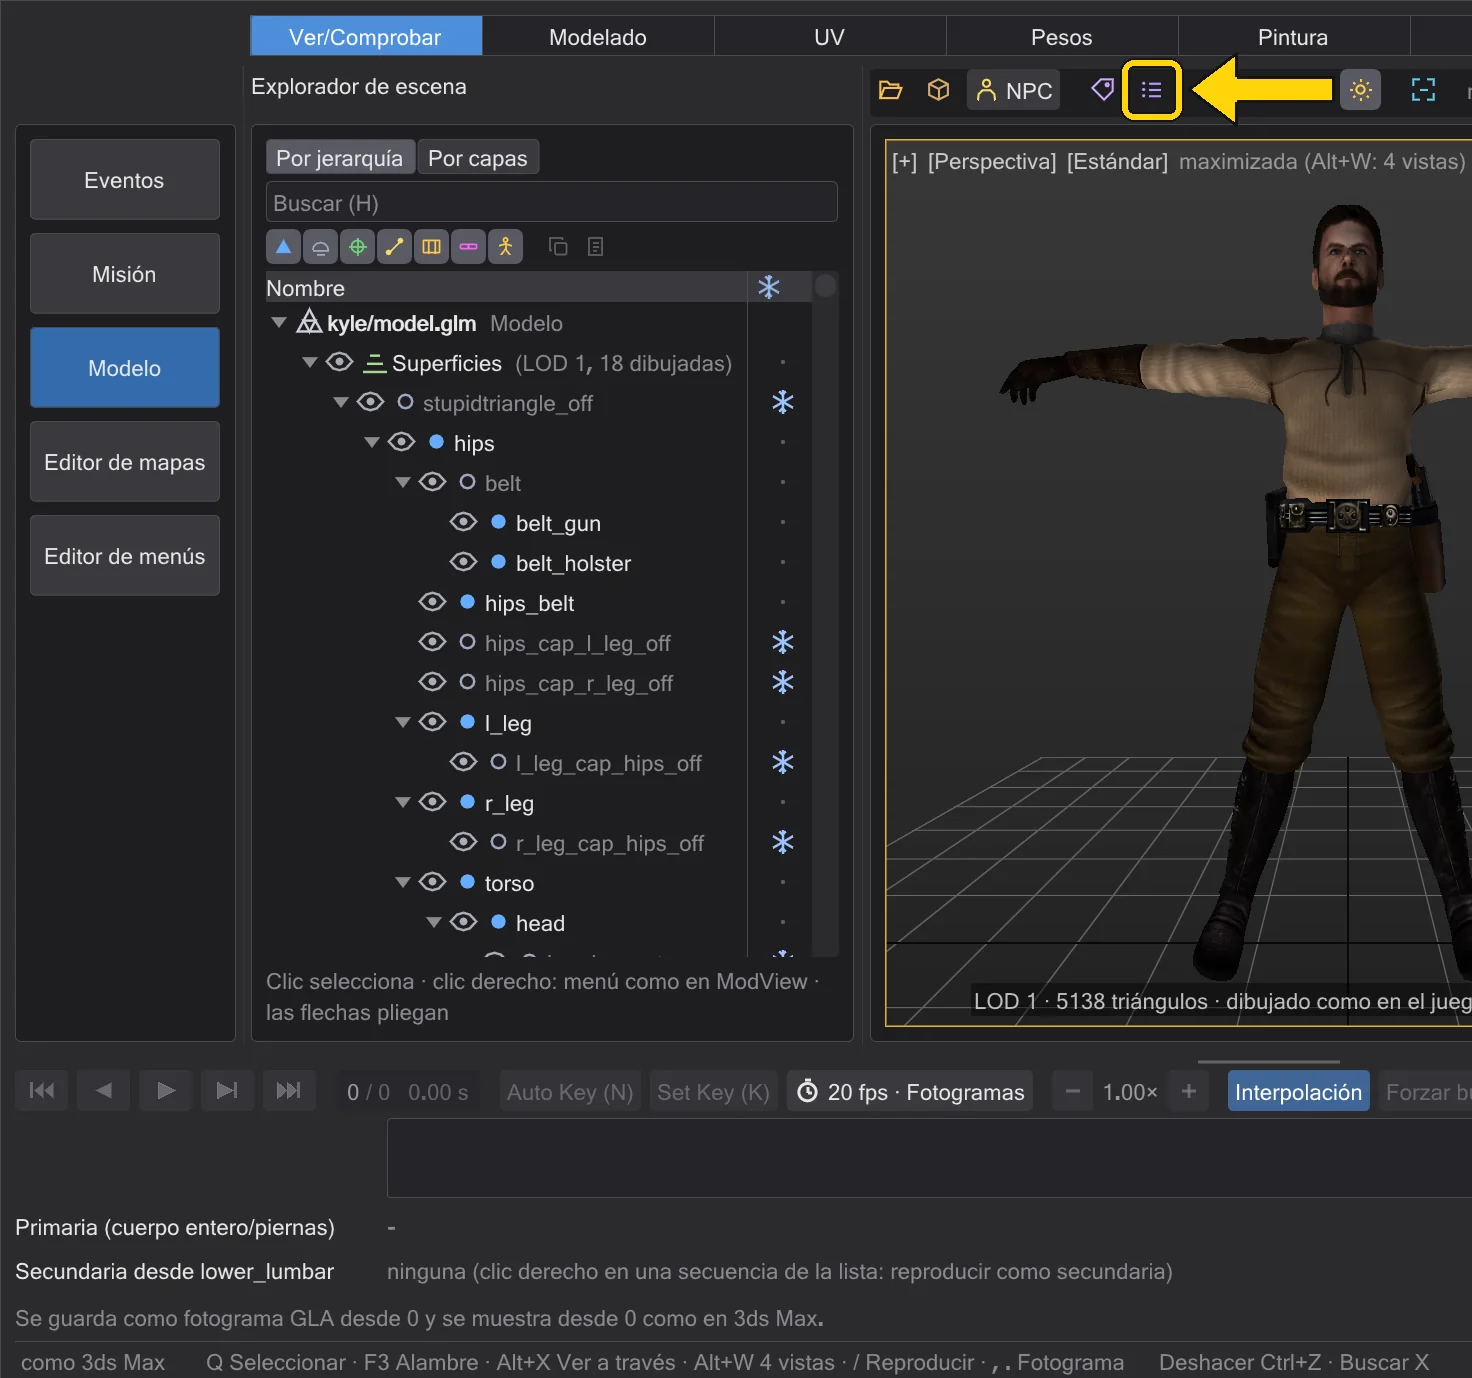 Ver/Comprobar
Modelado
UV
Pesos
Pintura
Explorador de escena
NPC
Eventos
Misión
Modelo
Editor de mapas
Editor de menús
Por jerarquía
Por capas
Buscar (H)
Nombre
kyle/model.glm Modelo
Superficies (LOD 1, 18 dibujadas)
stupidtriangle_off
hips
belt
belt_gun
belt_holster
hips_belt
hips_cap_l_leg_off
hips_cap_r_leg_off
l_leg
l_leg_cap_hips_off
r_leg
r_leg_cap_hips_off
torso
head
Clic selecciona · clic derecho: menú como en ModView ·
las flechas pliegan
[+] [Perspectiva] [Estándar] maximizada (Alt+W: 4 vistas)
LOD 1 · 5138 triángulos · dibujado como en el
0 / 0 0.00 s
Auto Key (N)
Set Key (K)
20 fps · Fotogramas
− 1.00× +
Interpolación
Forzar
Primaria (cuerpo entero/piernas) -
Secundaria desde lower_lumbar ninguna (clic derecho en una secuencia de la lista: reproducir como secundaria)
Se guarda como fotograma GLA desde 0 y se muestra desde 0 como en 3ds Max.
como 3ds Max Q Seleccionar · F3 Alambre · Alt+X Ver a través · Alt+W 4 vistas · / Reproducir · , . Fotograma Deshacer Ctrl+Z · Buscar X